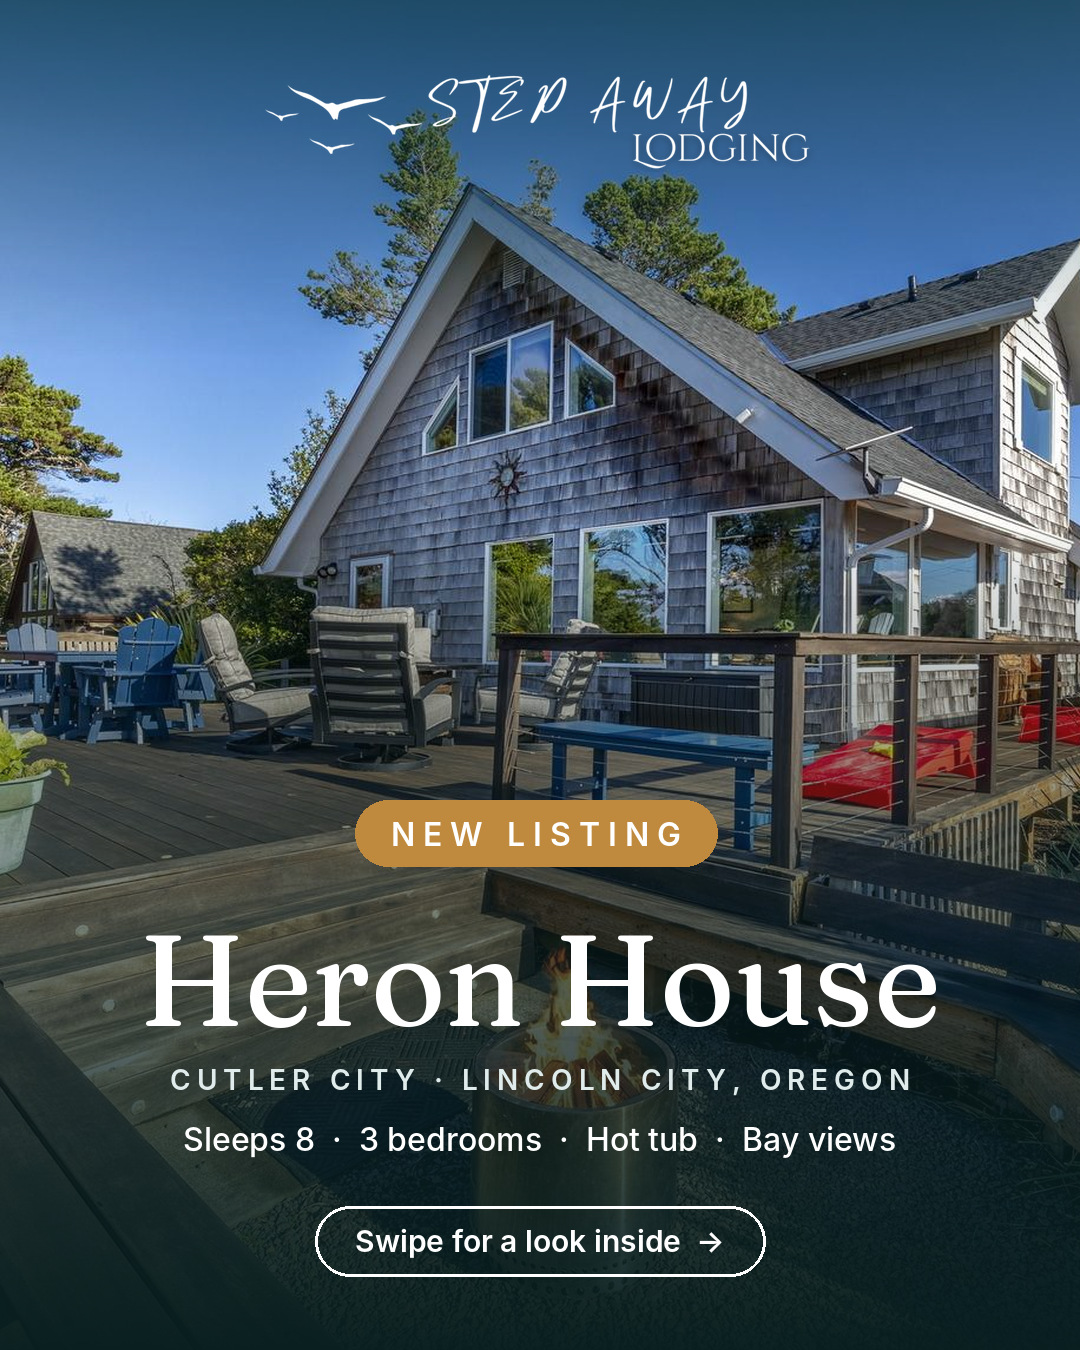 STEP AWAY
LODGING
NEW LISTING
Heron House
CUTLER CITY · LINCOLN CITY, OREGON
Sleeps 8 · 3 bedrooms · Hot tub · Bay views
Swipe for a look inside →